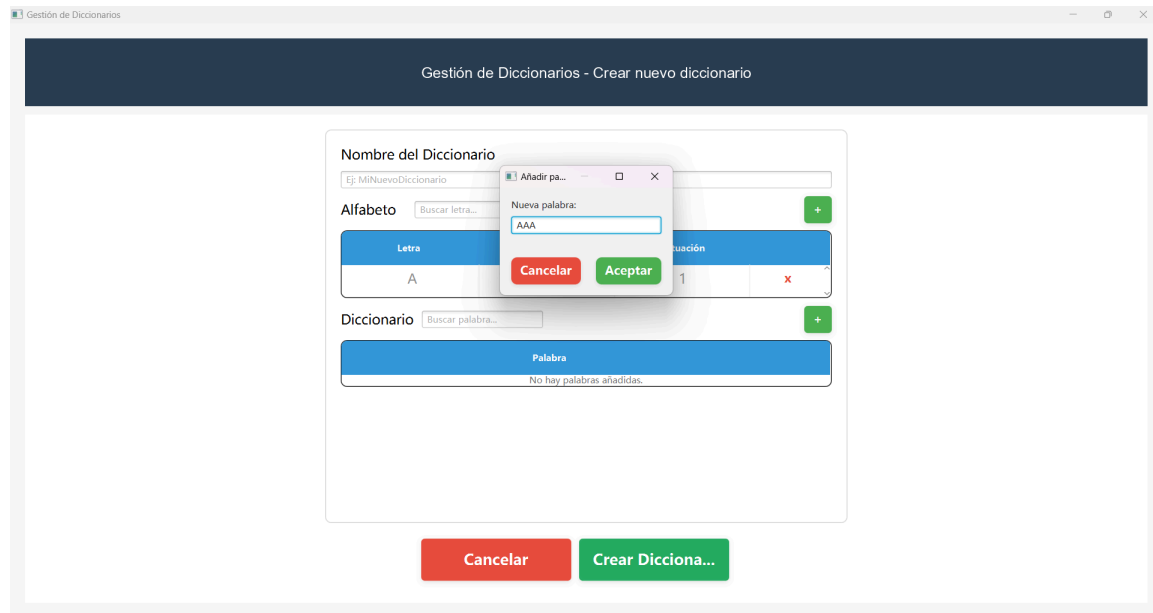 Gestión de Diccionarios
Gestión de Diccionarios - Crear nuevo diccionario
Nombre del Diccionario
Ej: MiNuevoDiccionario
Añadir pa...
Nueva palabra:
AAA
Cancelar Aceptar
Alfabeto Buscar letra... +
Letra tuación
A 1 x
Diccionario Buscar palabra... +
Palabra
No hay palabras añadidas.
Cancelar Crear Dicciona...